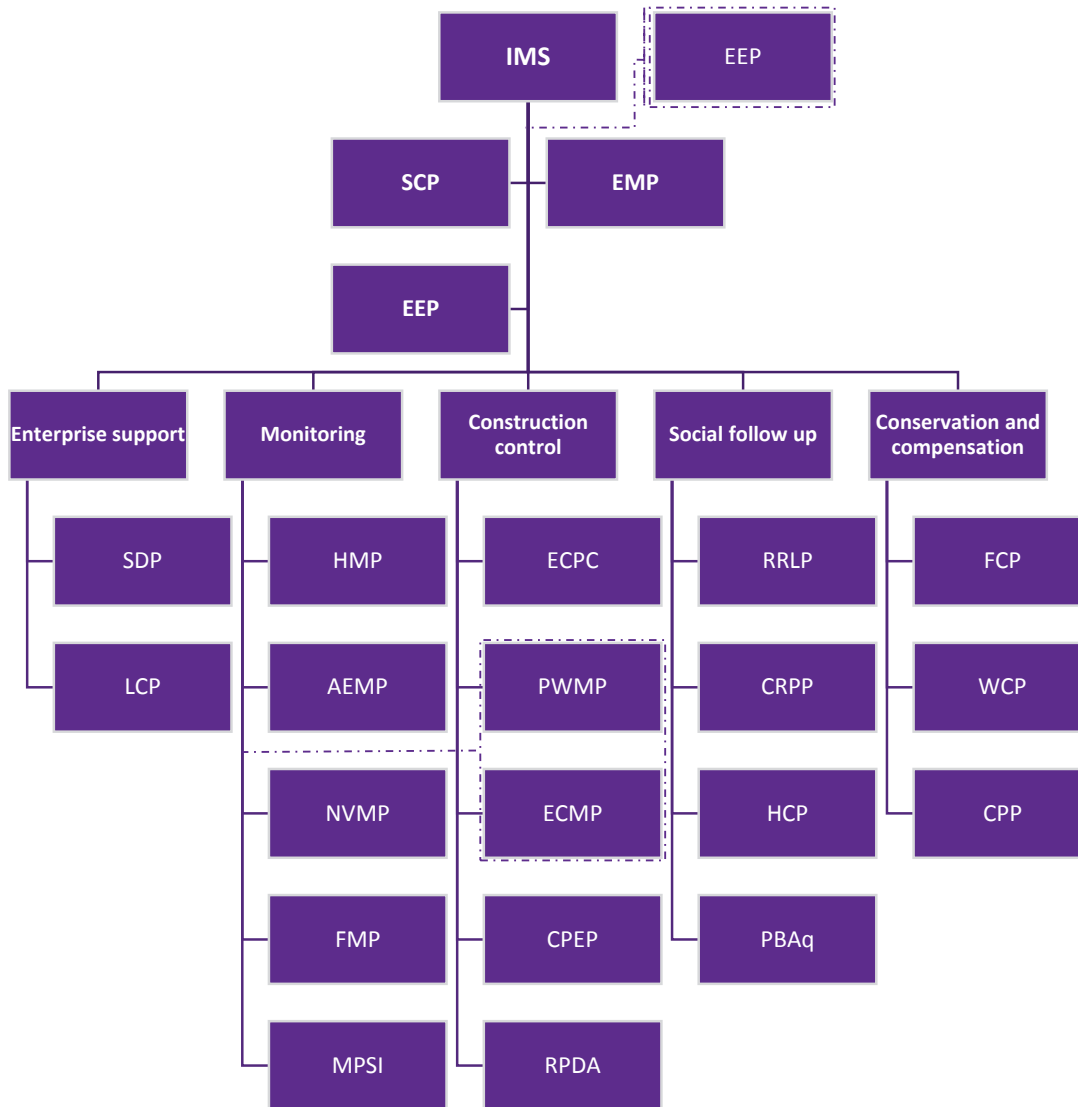 IMS
EEP
SCP
EMP
EEP
Enterprise support
Monitoring
Construction
control
Social follow up
Conservation and
compensation
SDP
HMP
ECPC
RRLP
FCP
LCP
AEMP
PWMP
CRPP
WCP
NVMP
ECMP
HCP
CPP
FMP
CPEP
PBAq
MPSI
RPDA